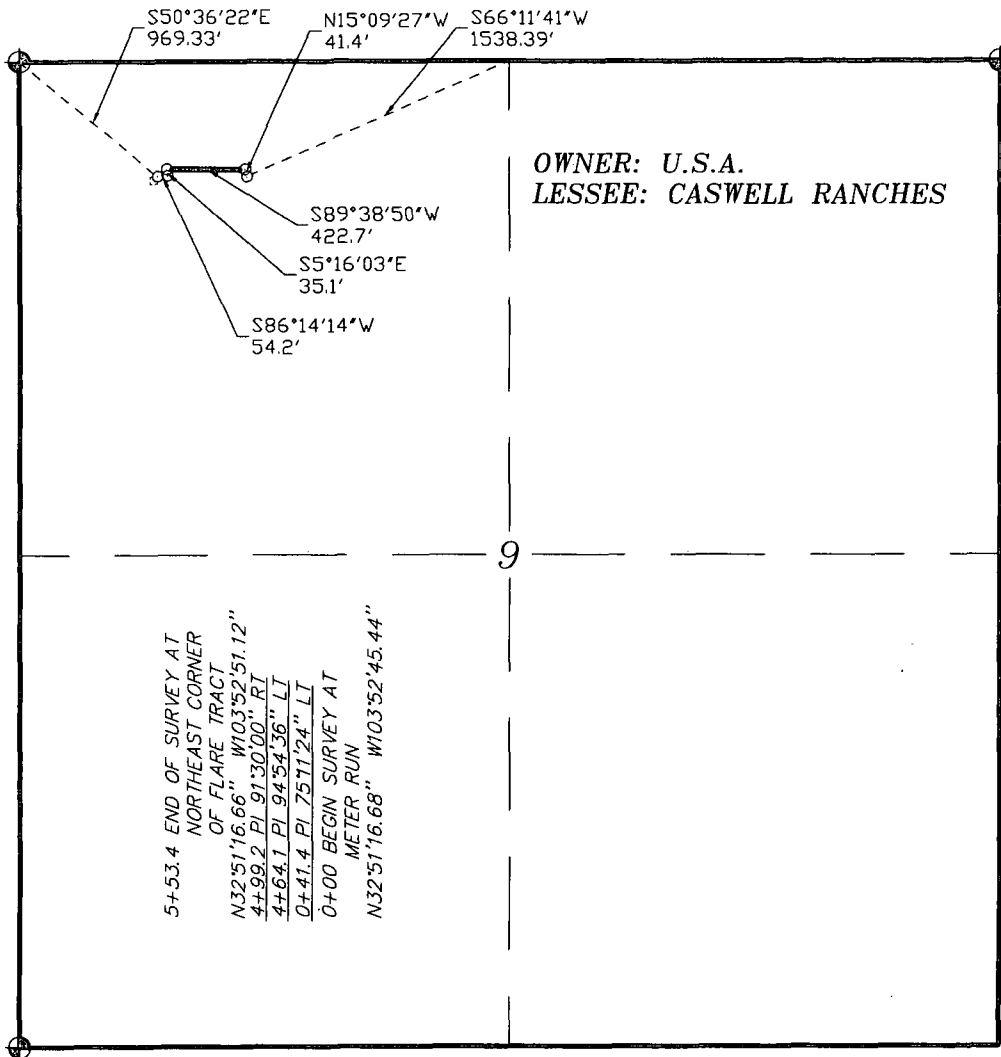 S50°36'22"E
969.33'
N15°09'27"W
41.4'
S66°11'41"W
1538.39'
OWNER: U.S.A.
LESSEE: CASWELL RANCHES
S89°38'50"W
422.7'
S5°16'03"E
35.1'
S86°14'14"W
54.2'
9
5+53.4 END OF SURVEY AT
NORTHEAST CORNER
OF FLARE TRACT
N32°51'16.66" W103°52'51.12"
4+99.2 PI 91°30'00" RT
4+64.1 PI 94°54'36" LT
0+41.4 PI 75°11'24" LT
0+00 BEGIN SURVEY AT
METER RUN
N32°51'16.68" W103°52'45.44"